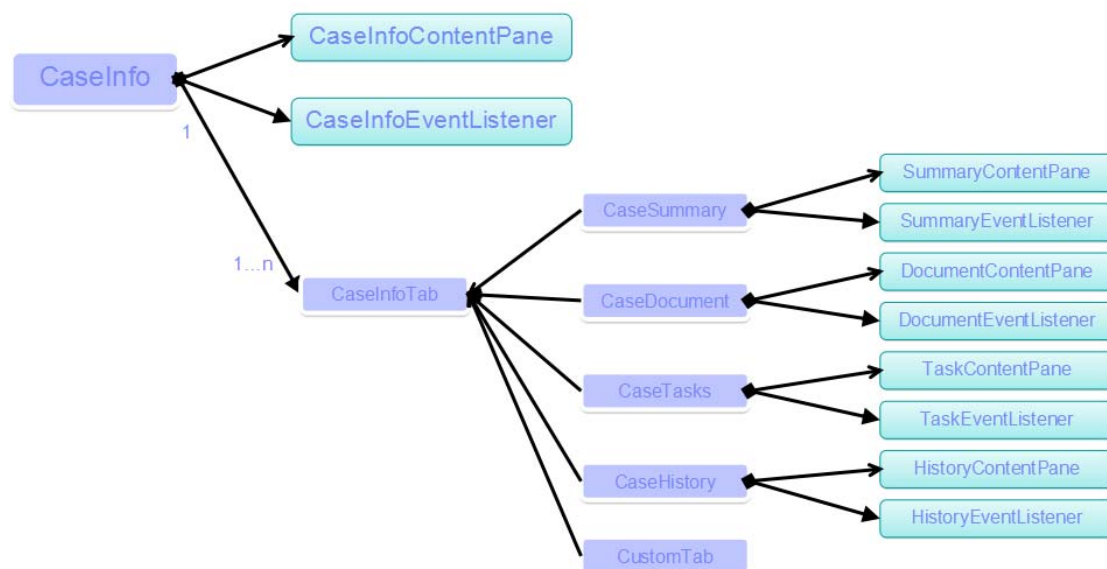 CaseInfo
CaseInfoContentPane
CaseInfoEventListener
1
1...n
CaseInfoTab
CaseSummary
SummaryContentPane
SummaryEventListener
CaseDocument
DocumentContentPane
DocumentEventListener
CaseTasks
TaskContentPane
TaskEventListener
CaseHistory
HistoryContentPane
HistoryEventListener
CustomTab